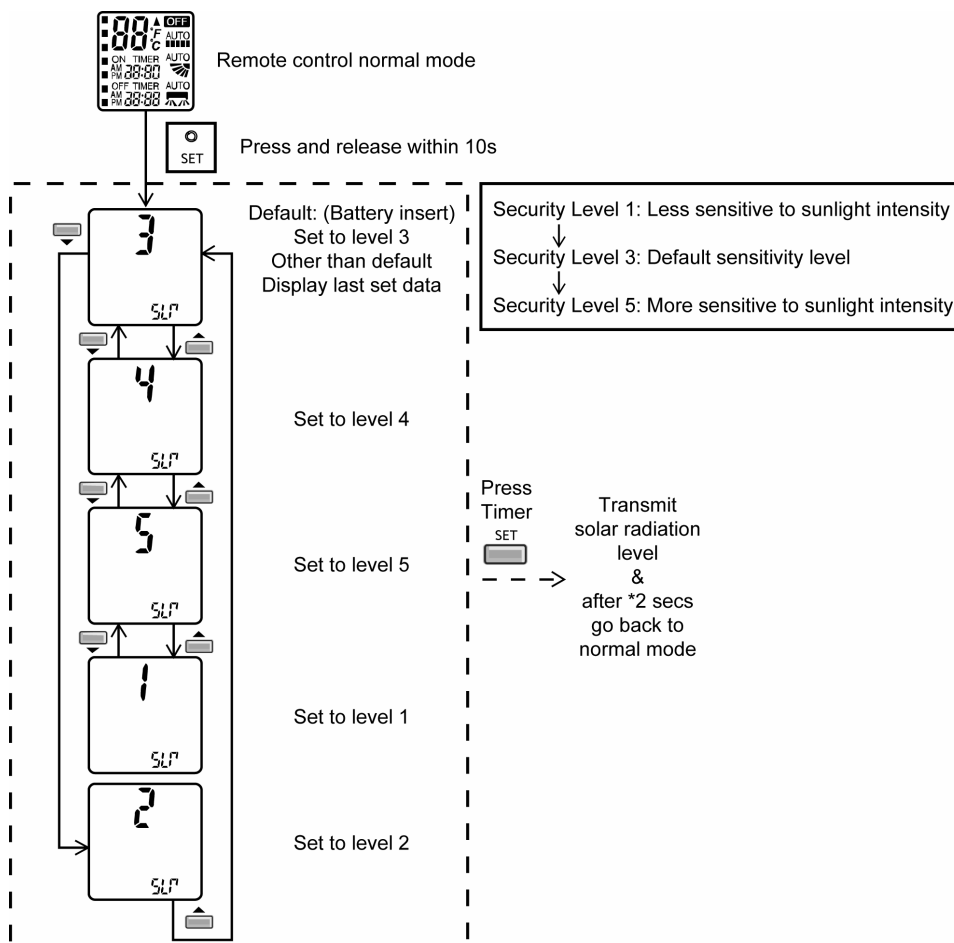 88 ▲ OFF
°F AUTO
°C
ON TIMER AUTO
AM
PM 88:80
OFF TIMER AUTO
AM
PM 88:88
Remote control normal mode
SET
Press and release within 10s
3
SLr
Default: (Battery insert)
Set to level 3
Other than default
Display last set data
Security Level 1: Less sensitive to sunlight intensity
Security Level 3: Default sensitivity level
Security Level 5: More sensitive to sunlight intensity
4
SLr
Set to level 4
5
SLr
Set to level 5
Press
Timer
SET
Transmit
solar radiation
level
&
after *2 secs
go back to
normal mode
1
SLr
Set to level 1
2
SLr
Set to level 2